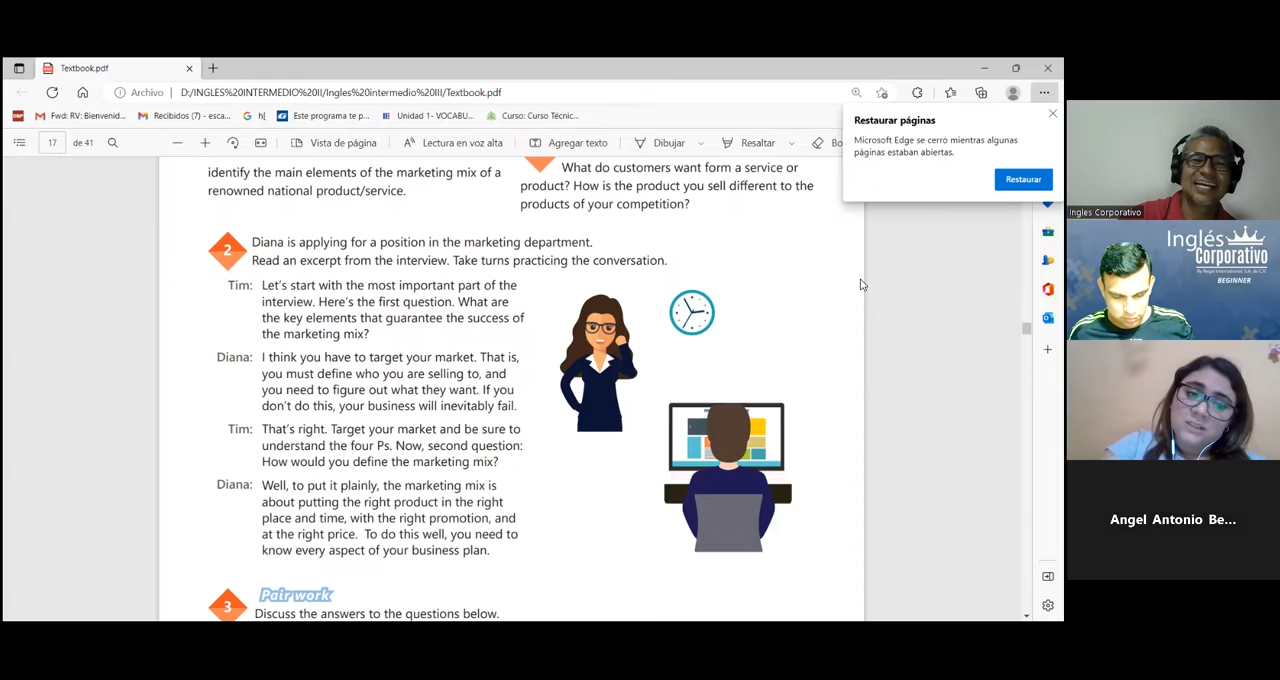 Textbook.pdf
Archivo | D:/INGLES%20INTERMEDIO%20II/Ingles%20intermedio%20III/Textbook.pdf
Fwd: RV: Bienvenid...
Recibidos (7) - esca...
h[
Este programa te p...
Unidad 1- VOCABU...
Curso: Curso Técnic...
17 de 41
Vista de página
Lectura en voz alta
Agregar texto
Dibujar
Resaltar
Restaurar páginas
Microsoft Edge se cerró mientras algunas
páginas estaban abiertas.
Restaurar
identify the main elements of the marketing mix of a
renowned national product/service.
What do customers want form a service or
product? How is the product you sell different to the
products of your competition?
2
Diana is applying for a position in the marketing department.
Read an excerpt from the interview. Take turns practicing the conversation.
Tim: Let's start with the most important part of the
interview. Here's the first question. What are
the key elements that guarantee the success of
the marketing mix?
Diana: I think you have to target your market. That is,
you must define who you are selling to, and
you need to figure out what they want. If you
don't do this, your business will inevitably fail.
Tim: That's right. Target your market and be sure to
understand the four Ps. Now, second question:
How would you define the marketing mix?
Diana: Well, to put it plainly, the marketing mix is
about putting the right product in the right
place and time, with the right promotion, and
at the right price. To do this well, you need to
know every aspect of your business plan.
3
Pair work
Discuss the answers to the questions below.
Ingles Corporativo
Inglés
Corporativo
By Regal International, S.A. de C.V.
BEGINNER
Angel Antonio Be...